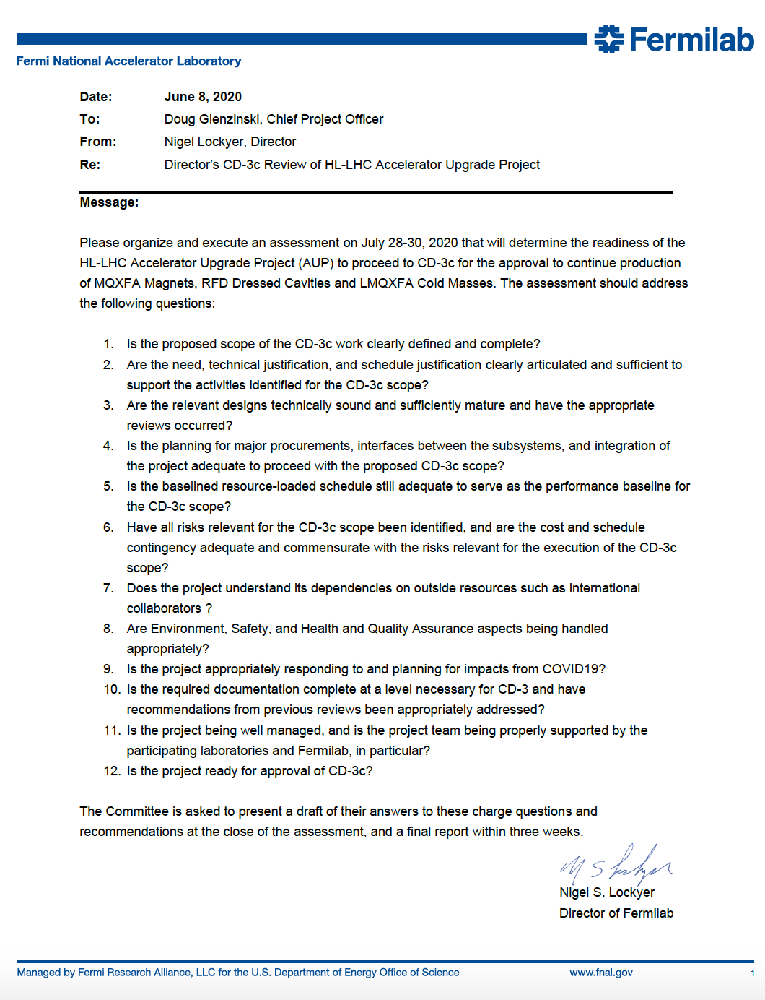 Fermilab
Fermi National Accelerator Laboratory
Date: June 8, 2020
To: Doug Glenzinski, Chief Project Officer
From: Nigel Lockyer, Director
Re: Director’s CD-3c Review of HL-LHC Accelerator Upgrade Project
Message:
Please organize and execute an assessment on July 28-30, 2020 that will determine the readiness of the
HL-LHC Accelerator Upgrade Project (AUP) to proceed to CD-3c for the approval to continue production
of MQXFA Magnets, RFD Dressed Cavities and LMQXFA Cold Masses. The assessment should address
the following questions:
1. Is the proposed scope of the CD-3c work clearly defined and complete?
2. Are the need, technical justification, and schedule justification clearly articulated and sufficient to
support the activities identified for the CD-3c scope?
3. Are the relevant designs technically sound and sufficiently mature and have the appropriate
reviews occurred?
4. Is the planning for major procurements, interfaces between the subsystems, and integration of
the project adequate to proceed with the proposed CD-3c scope?
5. Is the baselined resource-loaded schedule still adequate to serve as the performance baseline for
the CD-3c scope?
6. Have all risks relevant for the CD-3c scope been identified, and are the cost and schedule
contingency adequate and commensurate with the risks relevant for the execution of the CD-3c
scope?
7. Does the project understand its dependencies on outside resources such as international
collaborators ?
8. Are Environment, Safety, and Health and Quality Assurance aspects being handled
appropriately?
9. Is the project appropriately responding to and planning for impacts from COVID19?
10. Is the required documentation complete at a level necessary for CD-3 and have
recommendations from previous reviews been appropriately addressed?
11. Is the project being well managed, and is the project team being properly supported by the
participating laboratories and Fermilab, in particular?
12. Is the project ready for approval of CD-3c?
The Committee is asked to present a draft of their answers to these charge questions and
recommendations at the close of the assessment, and a final report within three weeks.
N S Lockyer
Nigel S. Lockyer
Director of Fermilab
Managed by Fermi Research Alliance, LLC for the U.S. Department of Energy Office of Science www.fnal.gov 1